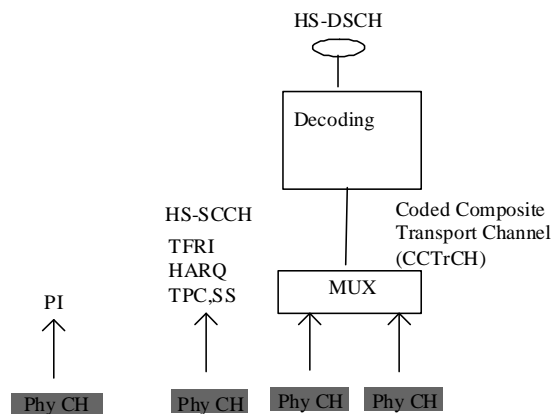 HS-DSCH
Decoding
HS-SCCH
TFRI
HARQ
TPC,SS
Coded Composite
Transport Channel
(CCTrCH)
MUX
PI
Phy CH
Phy CH
Phy CH
Phy CH